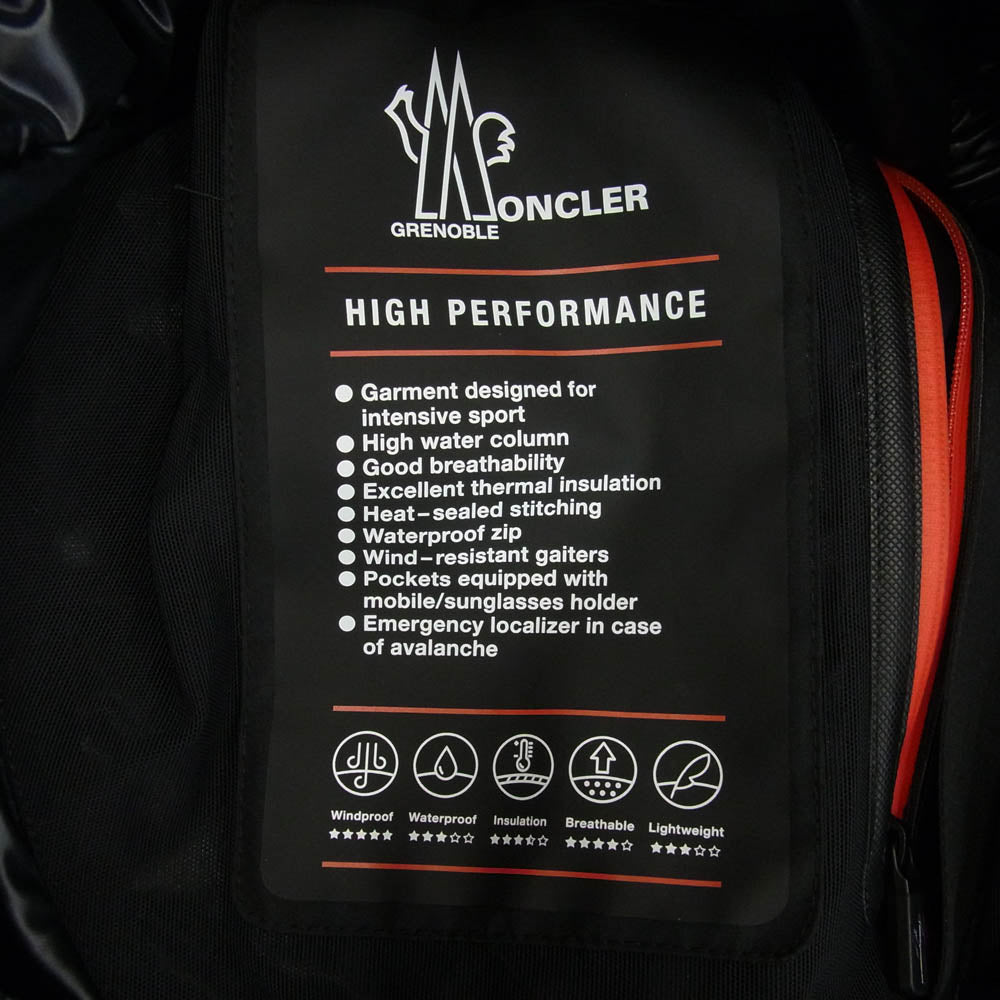 MONCLER
GRENOBLE
HIGH PERFORMANCE
● Garment designed for
intensive sport
● High water column
● Good breathability
● Excellent thermal insulation
● Heat-sealed stitching
● Waterproof zip
● Wind-resistant gaiters
● Pockets equipped with
mobile/sunglasses holder
● Emergency localizer in case
of avalanche
Windproof Waterproof Insulation Breathable Lightweight